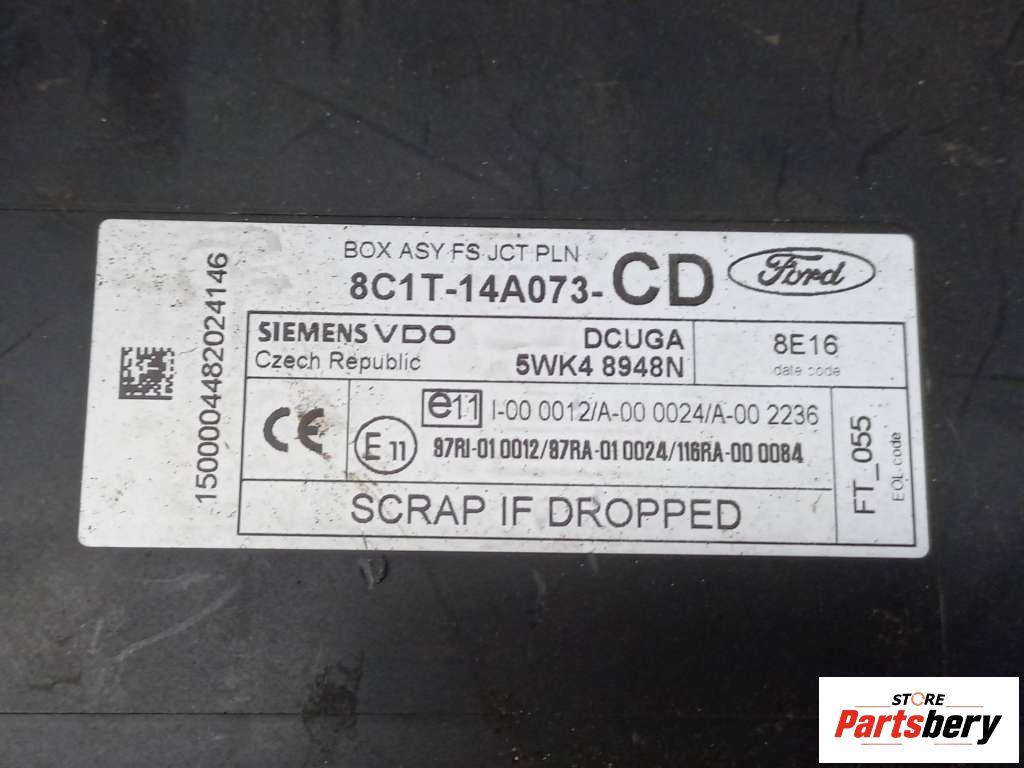 BOX ASY FS JCT PLN
8C1T-14A073-CD
Ford
SIEMENS VDO
Czech Republic
DCUGA
5WK4 8948N
8E16
date code
1500004482024146
CE
e11 I-00 0012/A-00 0024/A-00 2236
E 11 97RI-01 0012/97RA-01 0024/116RA-00 0084
SCRAP IF DROPPED
FT_055
EOL code
STORE
Partsbery